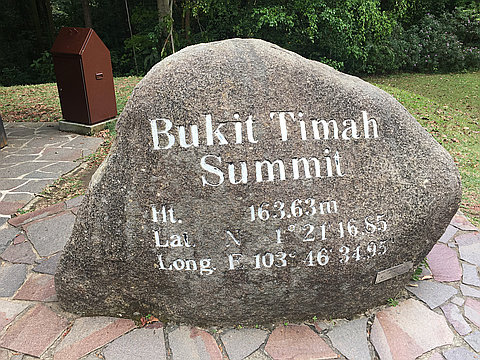 Bukit Timah
Summit
Ht. 163.63m
Lat. N 1° 21 16.85
Long. E 103° 46 34.95